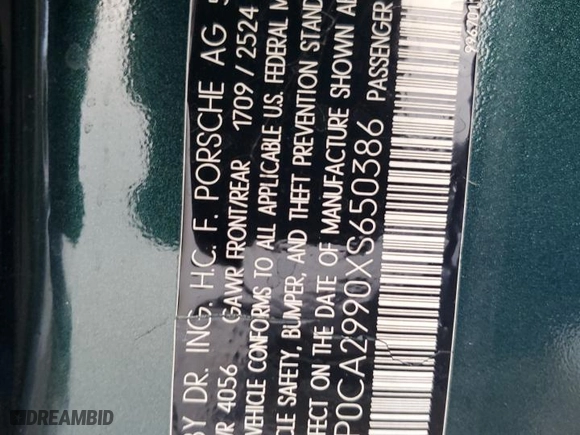 BY DR. ING. H.C. F. PORSCHE AG
4056 GAWR FRONT/REAR 1709 / 2524
VEHICLE CONFORMS TO ALL APPLICABLE U.S. FEDERAL
SAFETY, BUMPER, AND THEFT PREVENTION
ON THE DATE OF MANUFACTURE SHOWN
P0CA2990XS650386 PASSENGER
DREAMBID